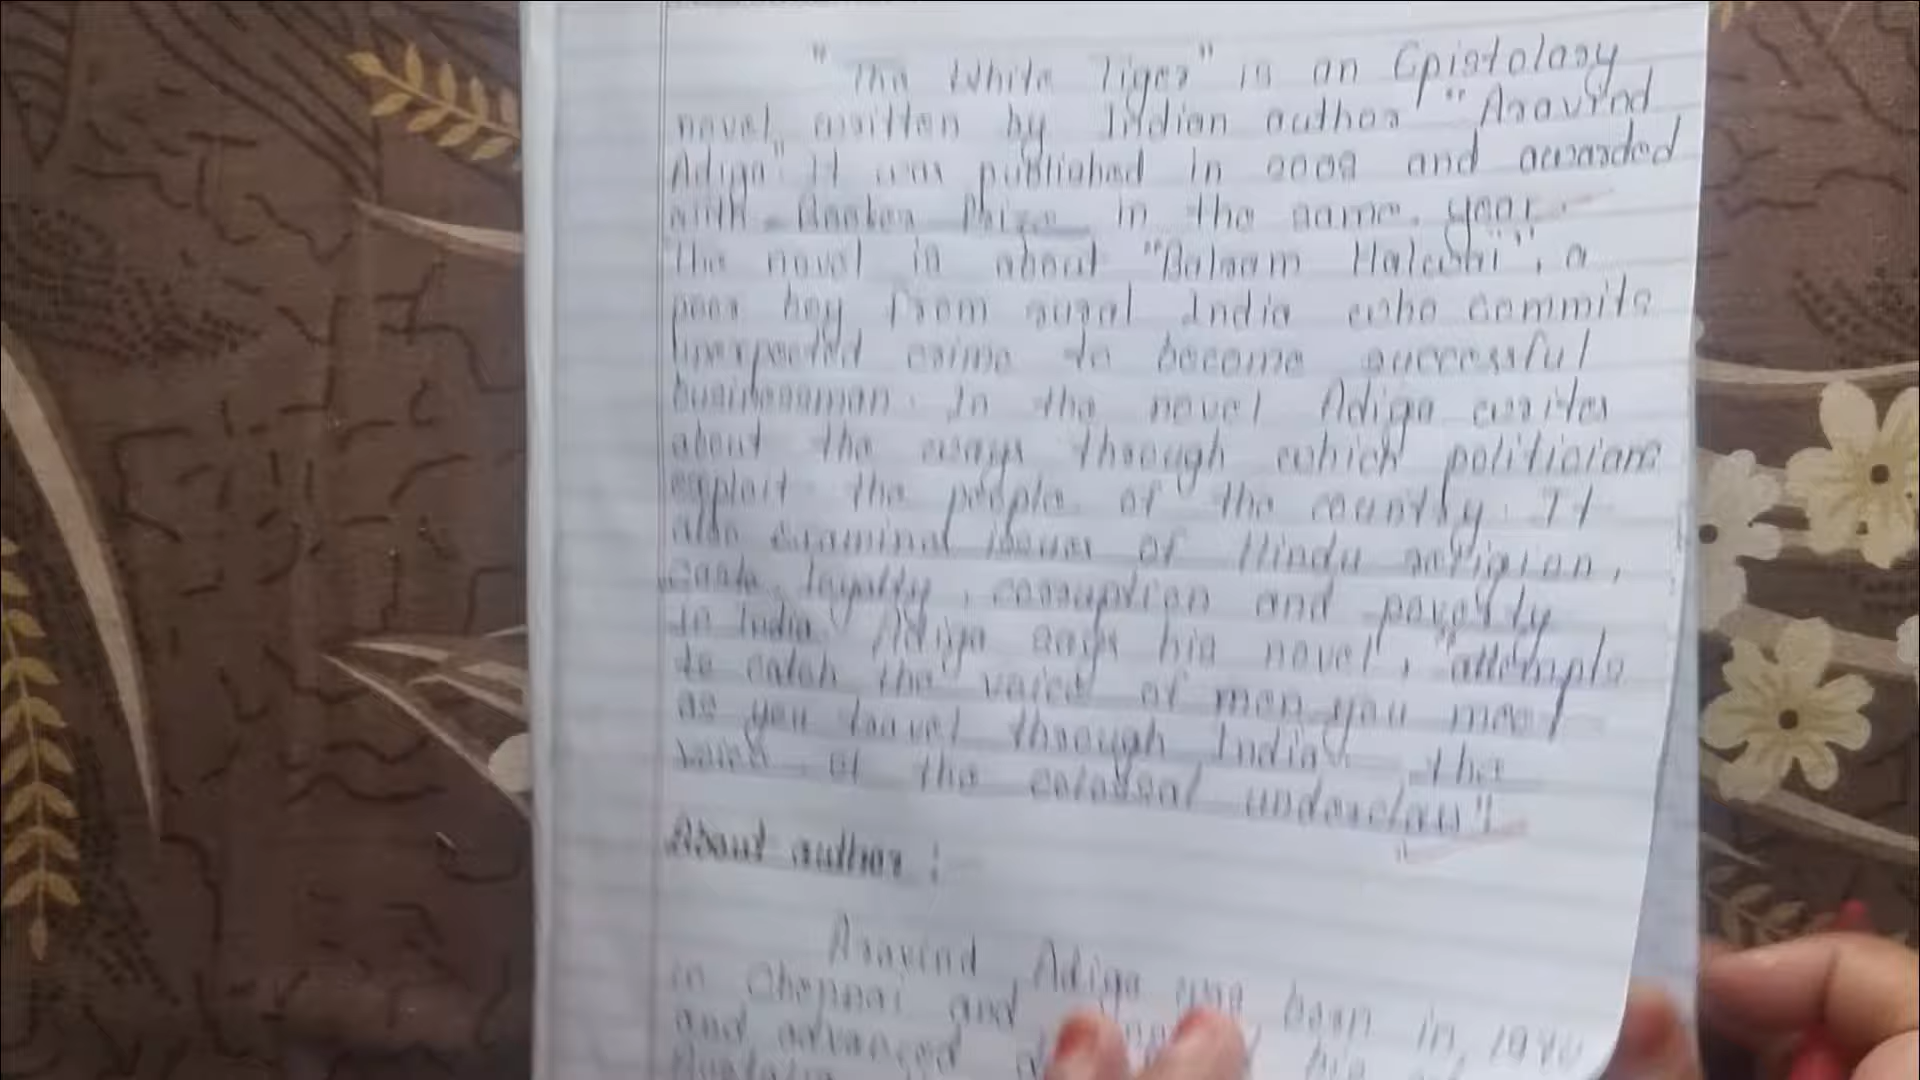 "The White Tiger" is an Epistolary
novel written by Indian author "Aravind
Adiga" It was published in 2008 and awarded
with Booker Prize in the same year.
The novel is about "Balram Halwai", a
poor boy from rural India who commits
unexpected crime to become successful
businessman. In the novel Adiga writes
about the ways through which politicians
exploit the people of the country. It
also examines issues of Hindu religion,
caste, loyalty, corruption and poverty
in India. Adiga says his novel, "attempts
to catch the voice of men you meet
as you travel through India, the
voice of the colossal underclass".
About author :-
Aravind Adiga was born in
in Chennai and
and advanced his